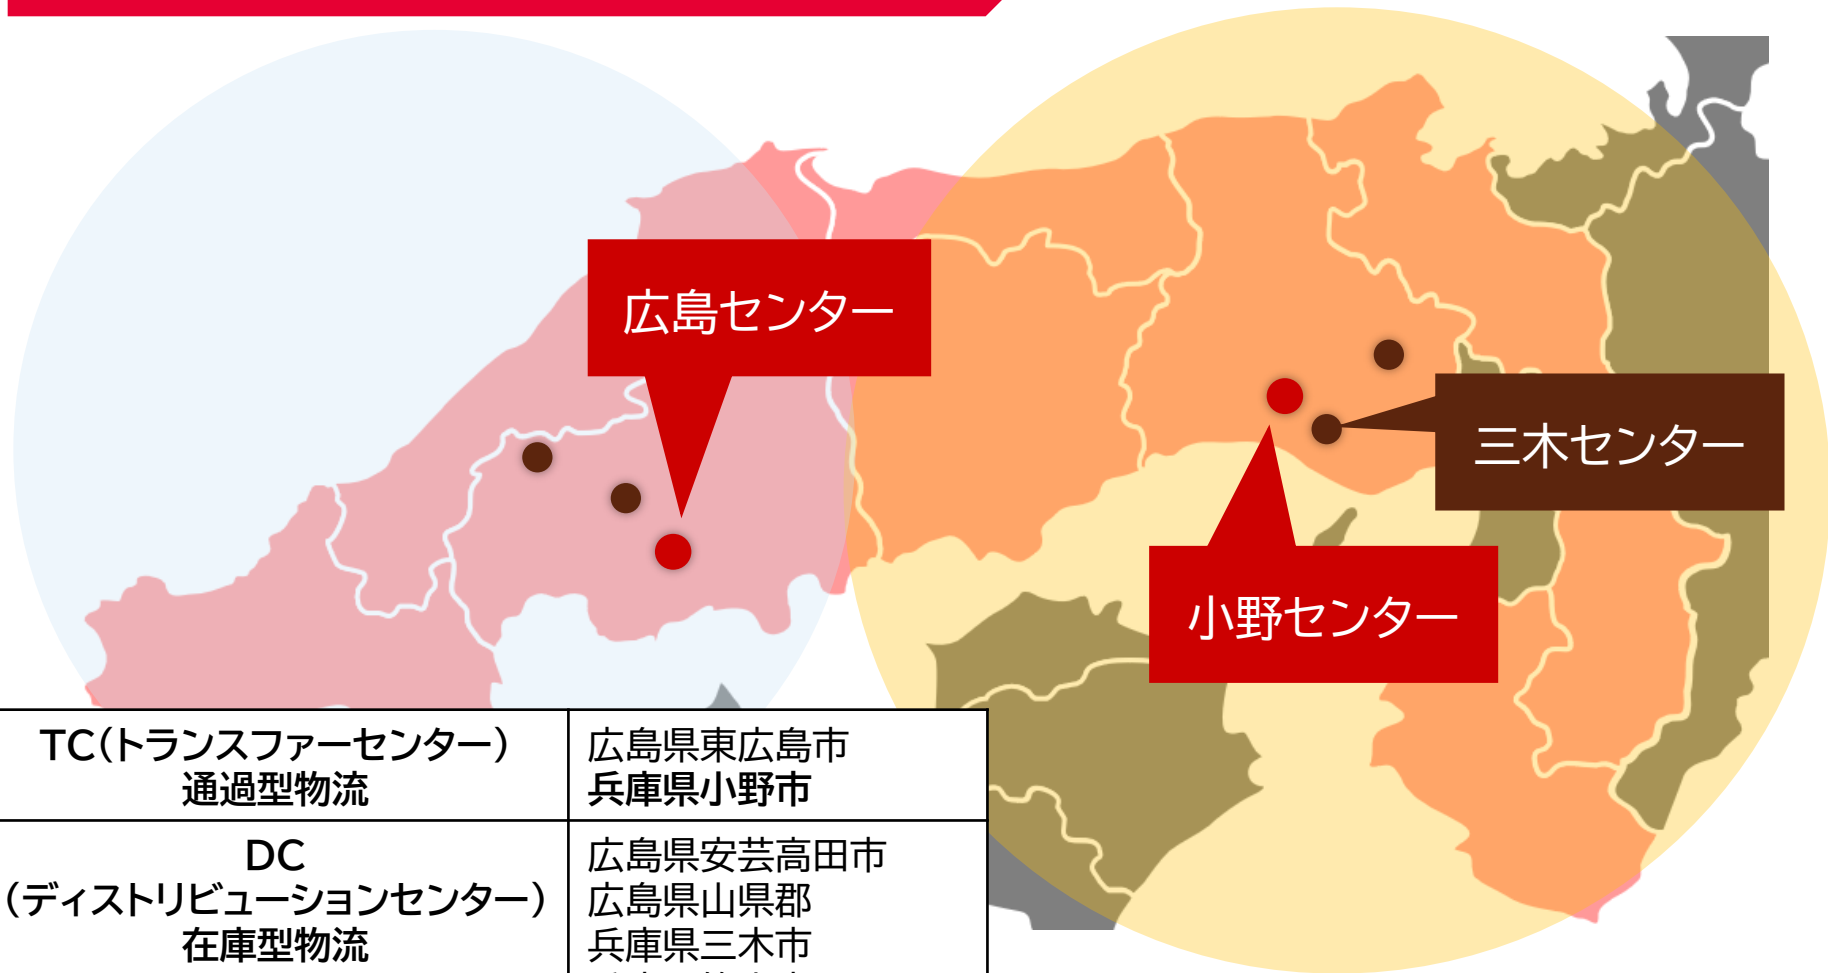 広島センター
三木センター
小野センター
TC(トランスファーセンター)
通過型物流
広島県東広島市
兵庫県小野市
DC
(ディストリビューションセンター)
在庫型物流
広島県安芸高田市
広島県山県郡
兵庫県三木市